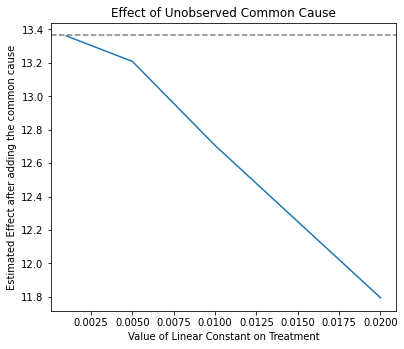 Effect of Unobserved Common Cause
Estimated Effect after adding the common cause
13.4
13.2
13.0
12.8
12.6
12.4
12.2
12.0
11.8
0.0025 0.0050 0.0075 0.0100 0.0125 0.0150 0.0175 0.0200
Value of Linear Constant on Treatment